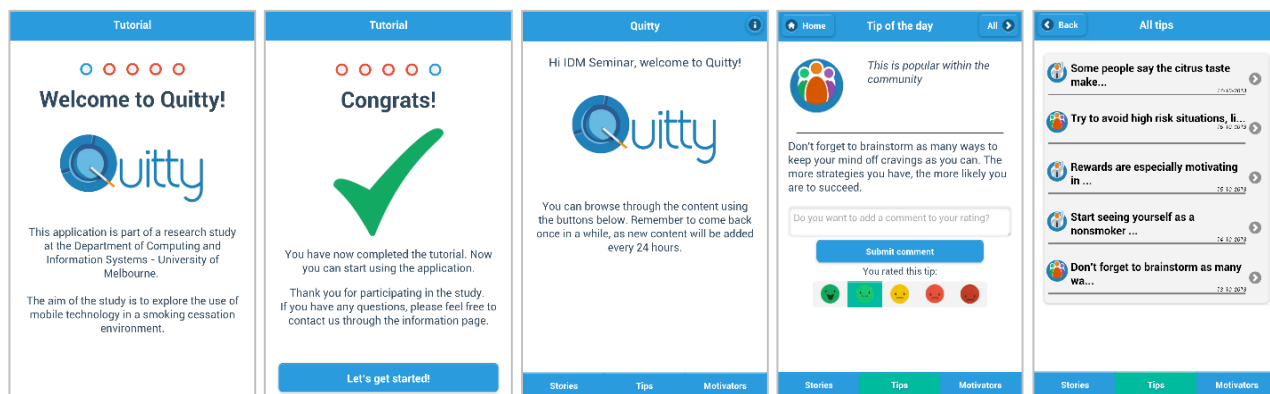 Tutorial
Welcome to Quitty!
Quitty
This application is part of a research study
at the Department of Computing and
Information Systems - University of
Melbourne.
The aim of the study is to explore the use of
mobile technology in a smoking cessation
environment.
Tutorial
Congrats!
You have now completed the tutorial. Now
you can start using the application.
Thank you for participating in the study.
If you have any questions, please feel free to
contact us through the information page.
Let's get started!
Quitty
Hi IDM Seminar, welcome to Quitty!
Quitty
You can browse through the content using
the buttons below. Remember to come back
once in a while, as new content will be added
every 24 hours.
Stories Tips Motivators
Home Tip of the day All
This is popular within the
community
Don't forget to brainstorm as many ways to
keep your mind off cravings as you can. The
more strategies you have, the more likely you
are to succeed.
Do you want to add a comment to your rating?
Submit comment
You rated this tip:
Stories Tips Motivators
Back All tips
Some people say the citrus taste
make...
Try to avoid high risk situations, li...
Rewards are especially motivating
in ...
Start seeing yourself as a
nonsmoker ...
Don't forget to brainstorm as many
wa...
Stories Tips Motivators